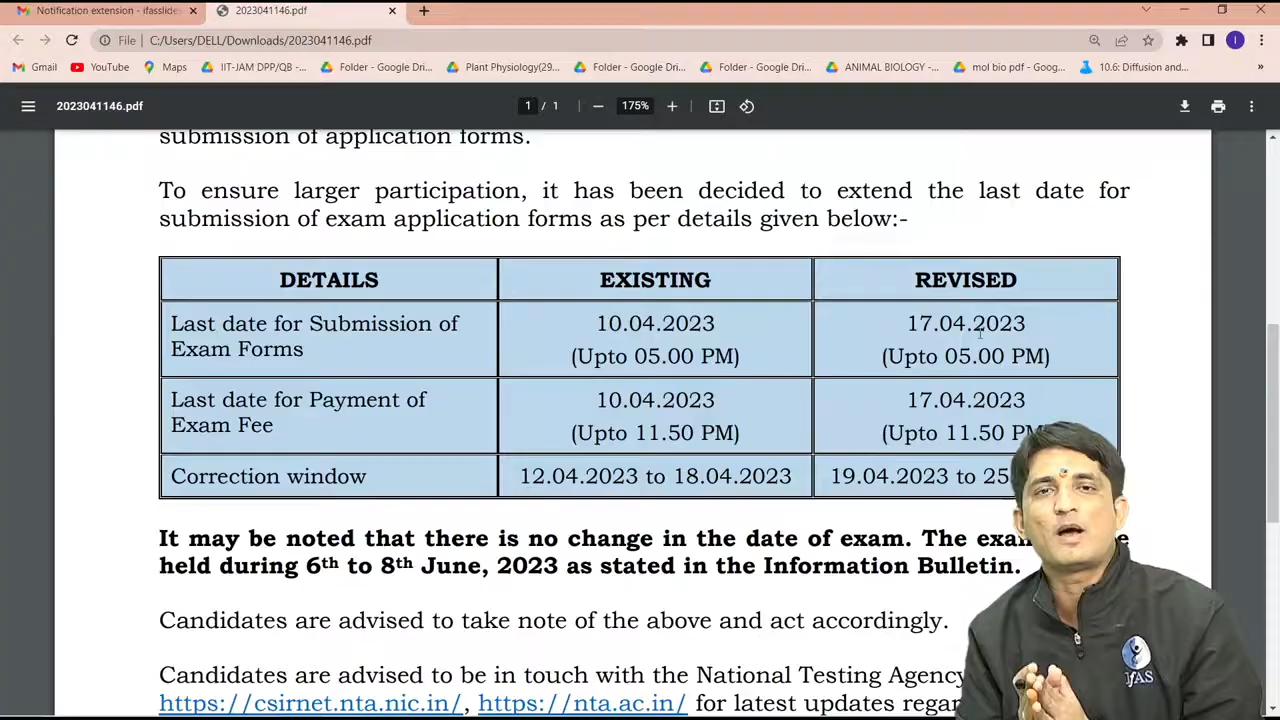 Notification extension - ifasslide
2023041146.pdf
File C:/Users/DELL/Downloads/2023041146.pdf
Gmail YouTube Maps IIT-JAM DPP/QB -... Folder - Google Dri... Plant Physiology(29... Folder - Google Dri... Folder - Google Dri... ANIMAL BIOLOGY -... mol bio pdf - Goog... 10.6: Diffusion and... »
2023041146.pdf 1 / 1 175%
submission of application forms.
To ensure larger participation, it has been decided to extend the last date for
submission of exam application forms as per details given below:-
DETAILS EXISTING REVISED
Last date for Submission of
Exam Forms
10.04.2023
(Upto 05.00 PM)
17.04.2023
(Upto 05.00 PM)
Last date for Payment of
Exam Fee
10.04.2023
(Upto 11.50 PM)
17.04.2023
(Upto 11.50 PM
Correction window 12.04.2023 to 18.04.2023 19.04.2023 to 25
It may be noted that there is no change in the date of exam. The
held during 6th to 8th June, 2023 as stated in the Information Bulletin.
Candidates are advised to take note of the above and act accordingly.
Candidates are advised to be in touch with the National Testing Agency
https://csirnet.nta.nic.in/, https://nta.ac.in/ for latest updates
I
ifAS